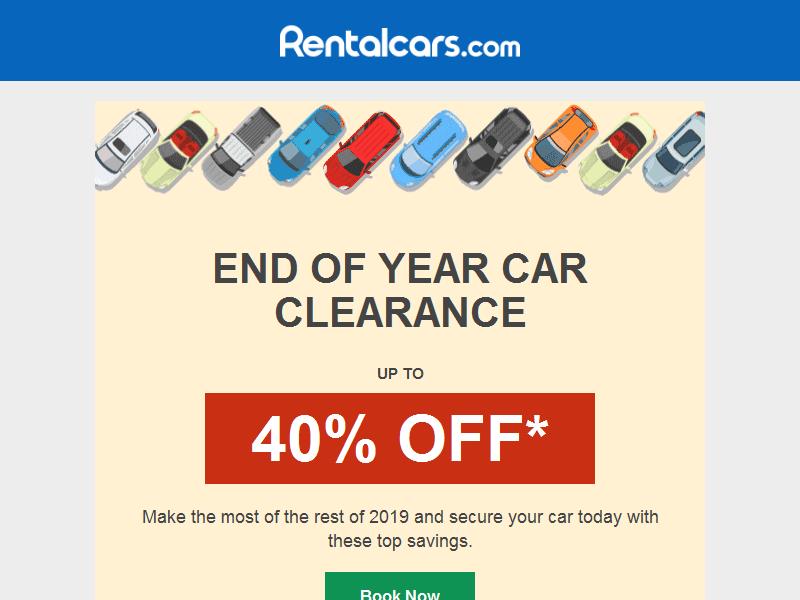 Rentalcars.com
END OF YEAR CAR
CLEARANCE
UP TO
40% OFF*
Make the most of the rest of 2019 and secure your car today with
these top savings.
Book Now